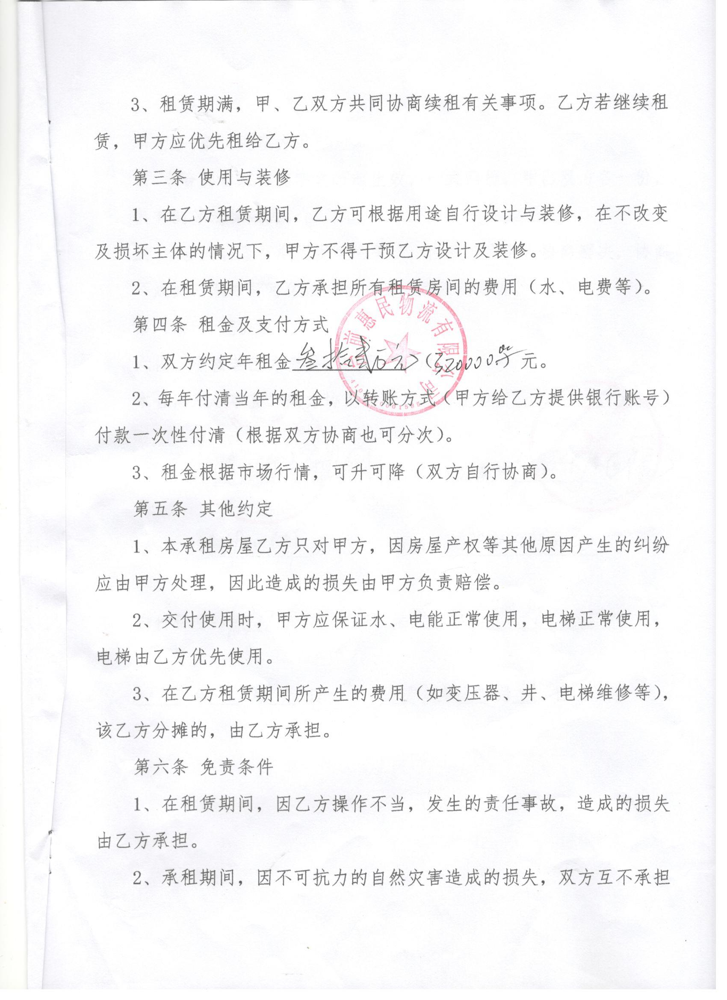 3、租赁期满，甲、乙双方共同协商续租有关事项。乙方若继续租
赁，甲方应优先租给乙方。
第三条 使用与装修
1、在乙方租赁期间，乙方可根据用途自行设计与装修，在不改变
及损坏主体的情况下，甲方不得干预乙方设计及装修。
2、在租赁期间，乙方承担所有租赁房间的费用（水、电费等）。
第四条 租金及支付方式
1、双方约定年租金叁拾贰万元（320000.00元）元。
2、每年付清当年的租金，以转账方式（甲方给乙方提供银行账号）
付款一次性付清（根据双方协商也可分次）。
3、租金根据市场行情，可升可降（双方自行协商）。
第五条 其他约定
1、本承租房屋乙方只对甲方，因房屋产权等其他原因产生的纠纷
应由甲方处理，因此造成的损失由甲方负责赔偿。
2、交付使用时，甲方应保证水、电能正常使用，电梯正常使用，
电梯由乙方优先使用。
3、在乙方租赁期间所产生的费用（如变压器、井、电梯维修等），
该乙方分摊的，由乙方承担。
第六条 免责条件
1、在租赁期间，因乙方操作不当，发生的责任事故，造成的损失
由乙方承担。
2、承租期间，因不可抗力的自然灾害造成的损失，双方互不承担
前惠民物流有限公司